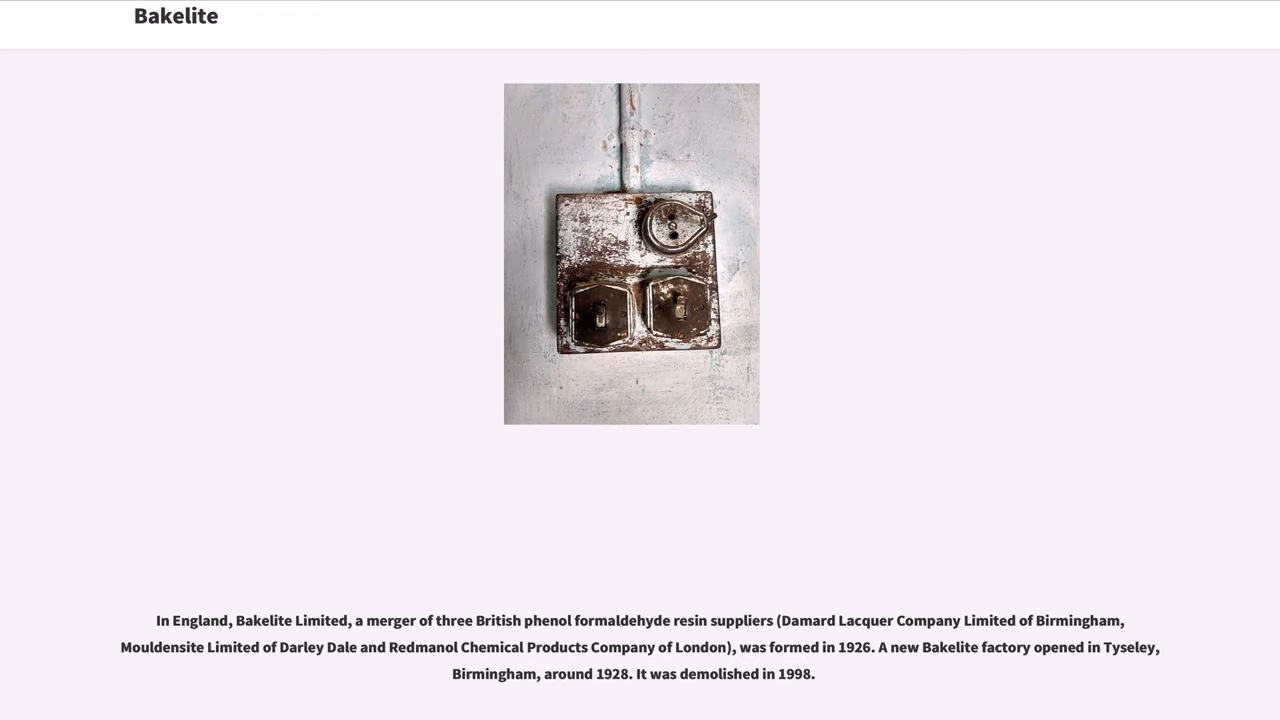 Bakelite
In England, Bakelite Limited, a merger of three British phenol formaldehyde resin suppliers (Damard Lacquer Company Limited of Birmingham,
Mouldensite Limited of Darley Dale and Redmanol Chemical Products Company of London), was formed in 1926. A new Bakelite factory opened in Tyseley,
Birmingham, around 1928. It was demolished in 1998.